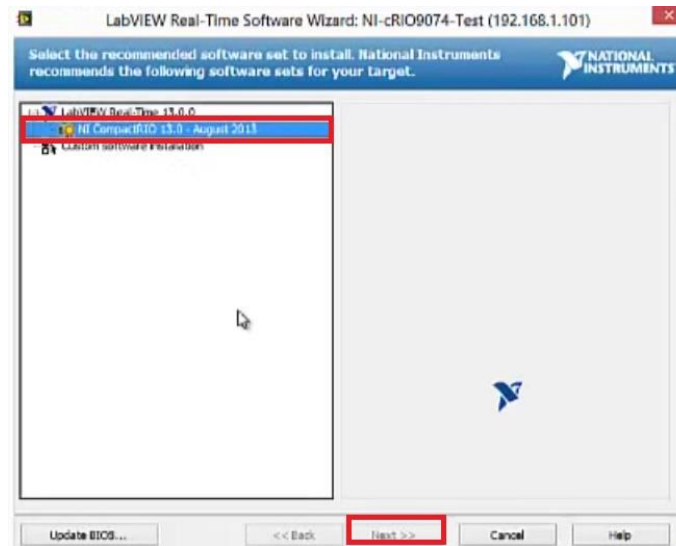 LabVIEW Real-Time Software Wizard: NI-cRIO9074-Test (192.168.1.101)
Select the recommended software set to install. National Instruments
recommends the following software sets for your target.
NATIONAL
INSTRUMENTS
LabVIEW Real-Time 13.0.0
NI CompactRIO 13.0 - August 2013
Custom software installation
Update BIOS...
<< Back
Next >>
Cancel
Help